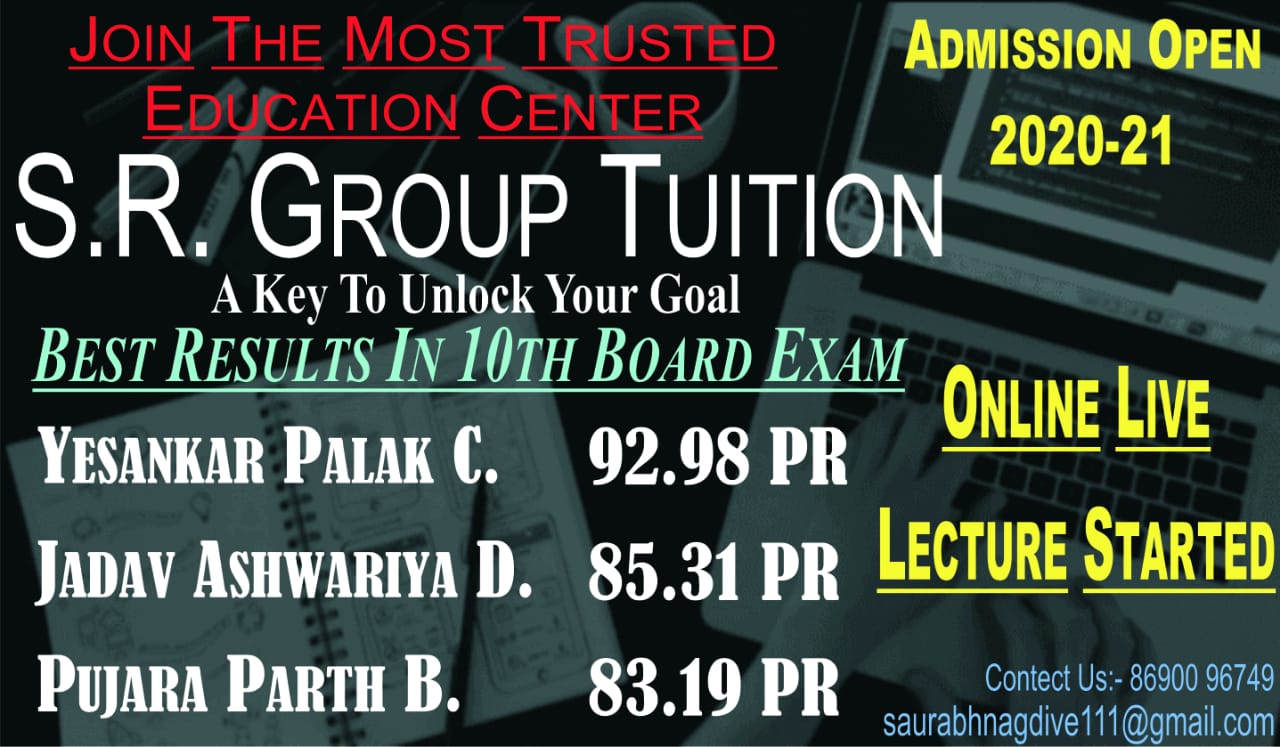 Join The Most Trusted
Education Center
S.R. Group Tuition
A Key To Unlock Your Goal
Best Results In 10th Board Exam
Yesankar Palak C. 92.98 PR
Jadav Ashwariya D. 85.31 PR
Pujara Parth B. 83.19 PR
Admission Open
2020-21
Online Live
Lecture Started
Contect Us:- 86900 96749
saurabhnagdive111@gmail.com